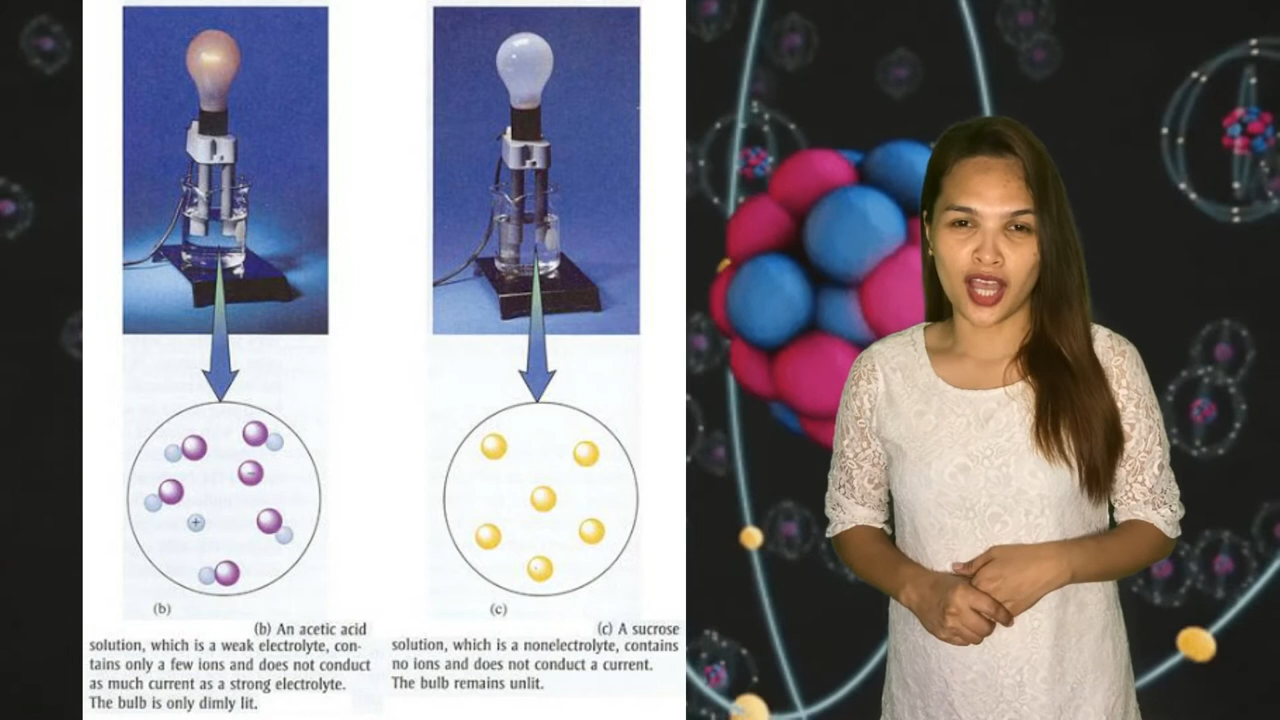 (b)
(c)
(b) An acetic acid
solution, which is a weak electrolyte, con-
tains only a few ions and does not conduct
as much current as a strong electrolyte.
The bulb is only dimly lit.
(c) A sucrose
solution, which is a nonelectrolyte, contains
no ions and does not conduct a current.
The bulb remains unlit.
−
+